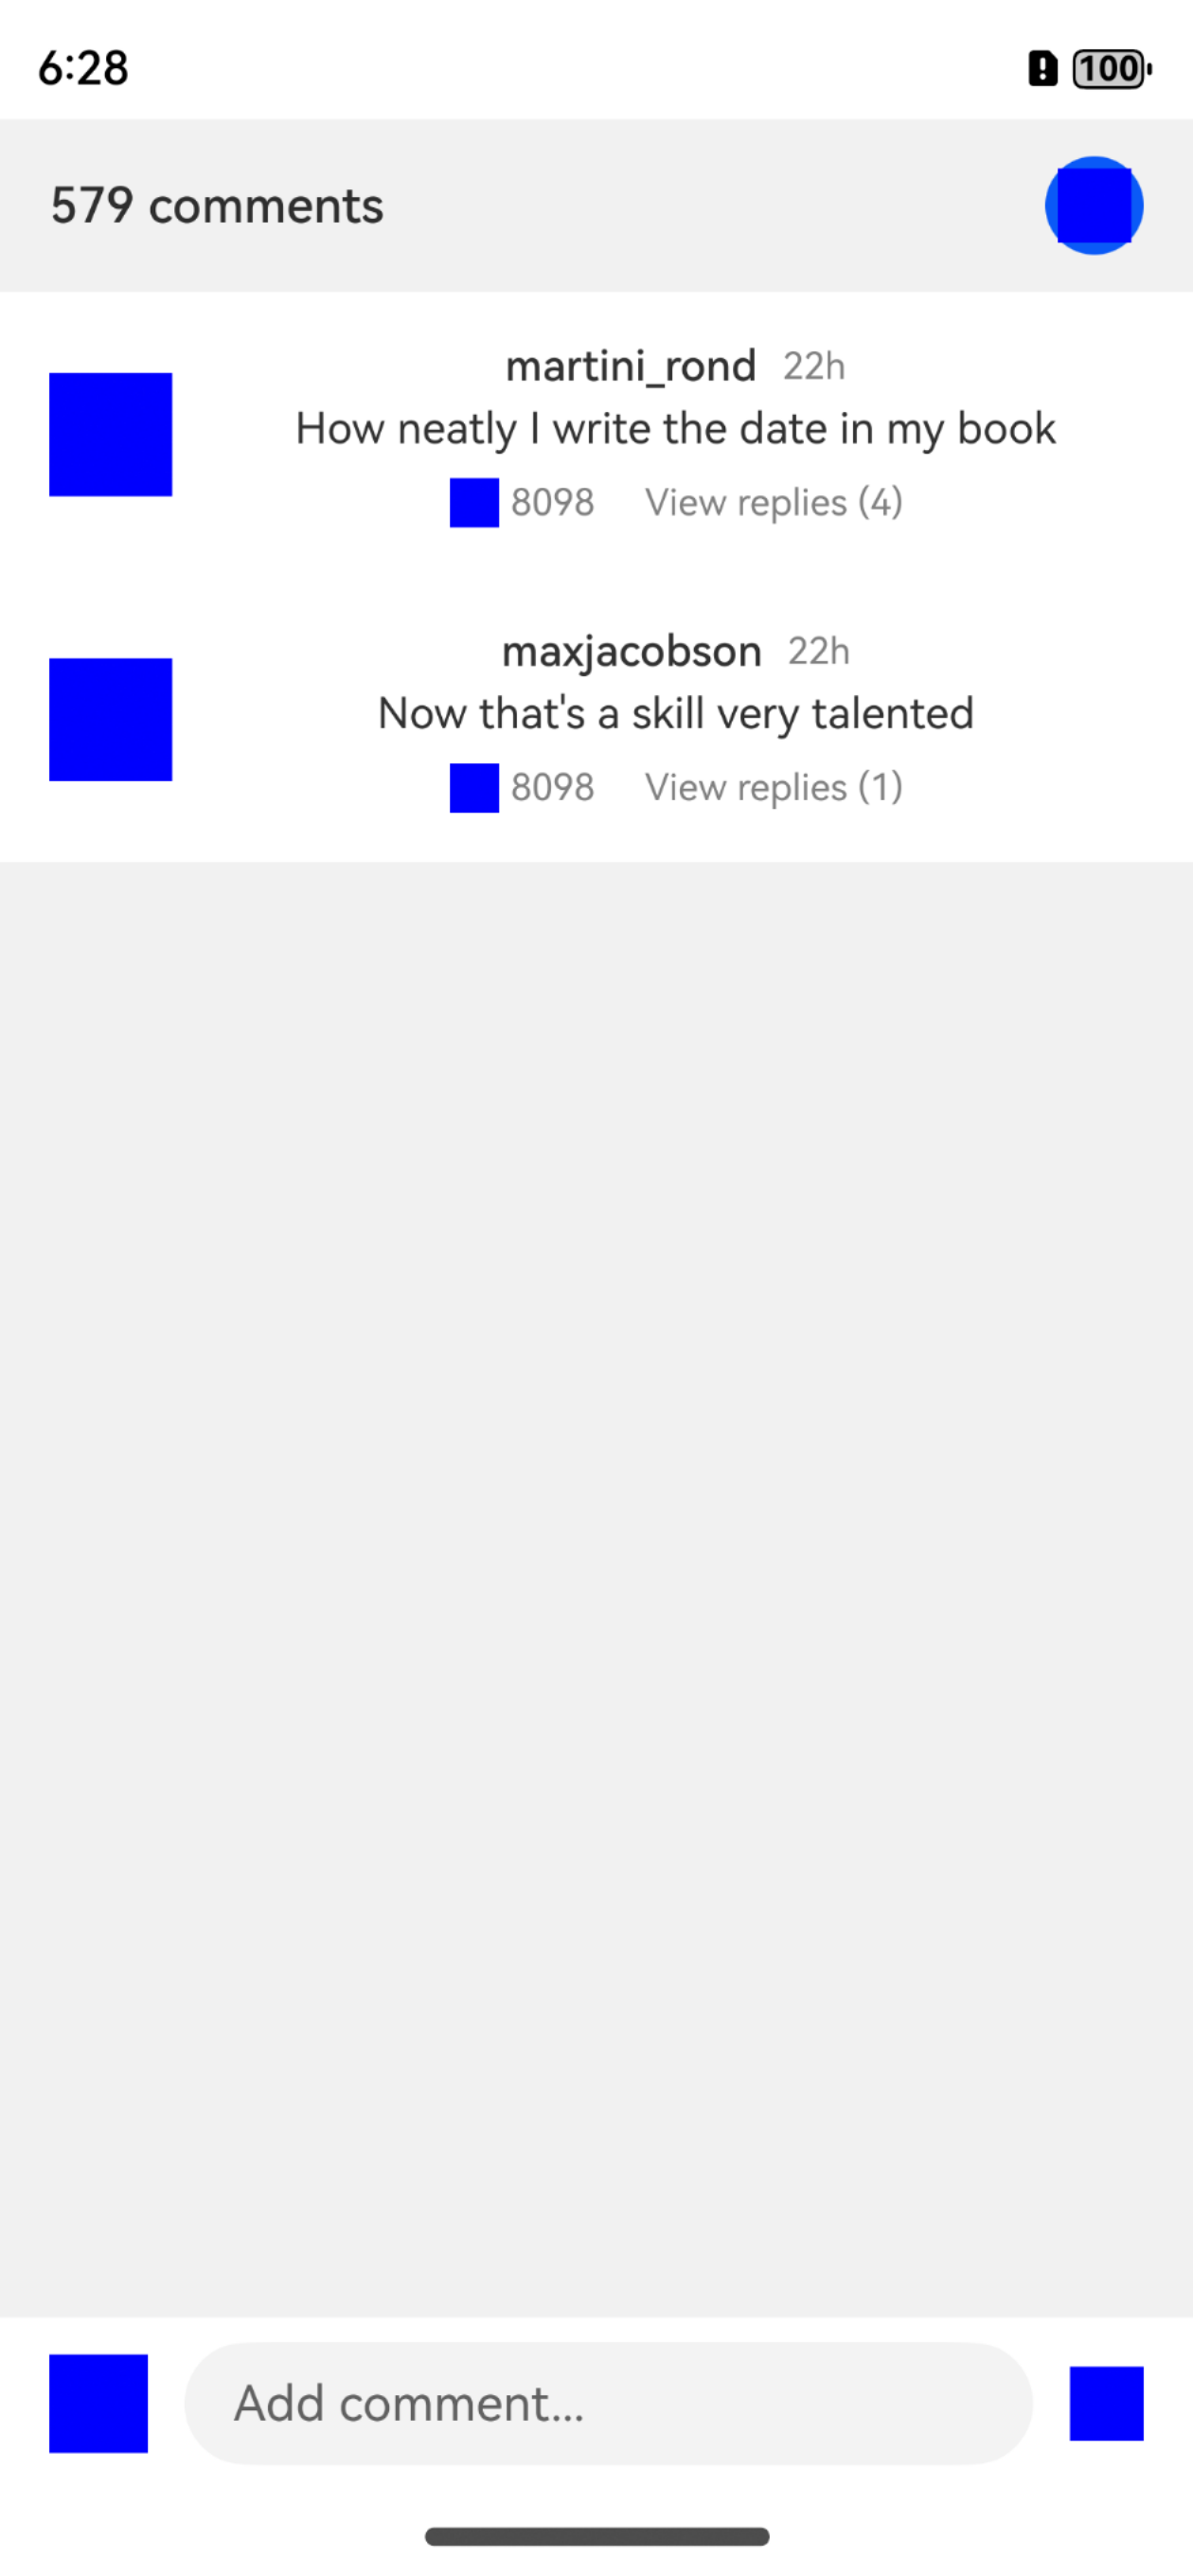 6:28 100
579 comments
martini_rond 22h
How neatly I write the date in my book
8098 View replies (4)
maxjacobson 22h
Now that's a skill very talented
8098 View replies (1)
Add comment...